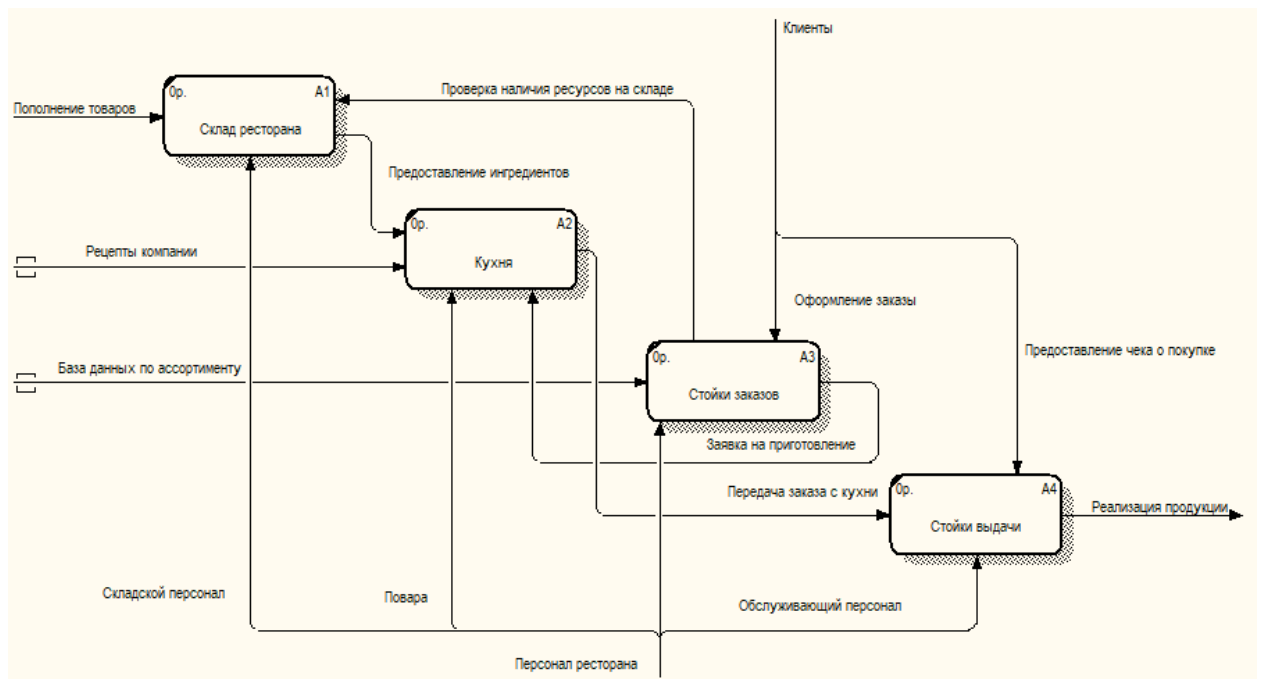 Клиенты
0р. A1
Проверка наличия ресурсов на складе
Пополнение товаров
Склад ресторана
Предоставление ингредиентов
0р. A2
Рецепты компании
Кухня
Оформление заказы
0р. A3
Предоставление чека о покупке
База данных по ассортименту
Стойки заказов
Заявка на приготовление
Передача заказа с кухни
0р. A4
Реализация продукции
Стойки выдачи
Складской персонал
Повара
Обслуживающий персонал
Персонал ресторана